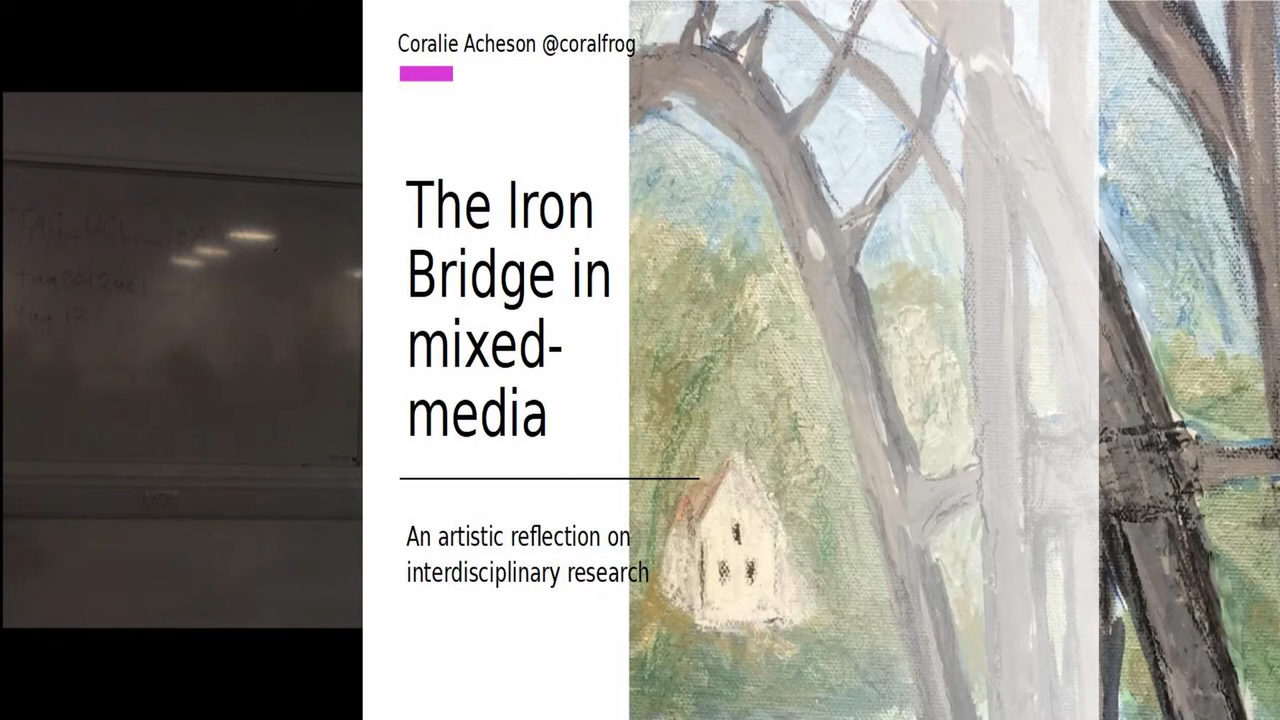 Coralie Acheson @coralfrog
The Iron
Bridge in
mixed-
media
An artistic reflection on
interdisciplinary research